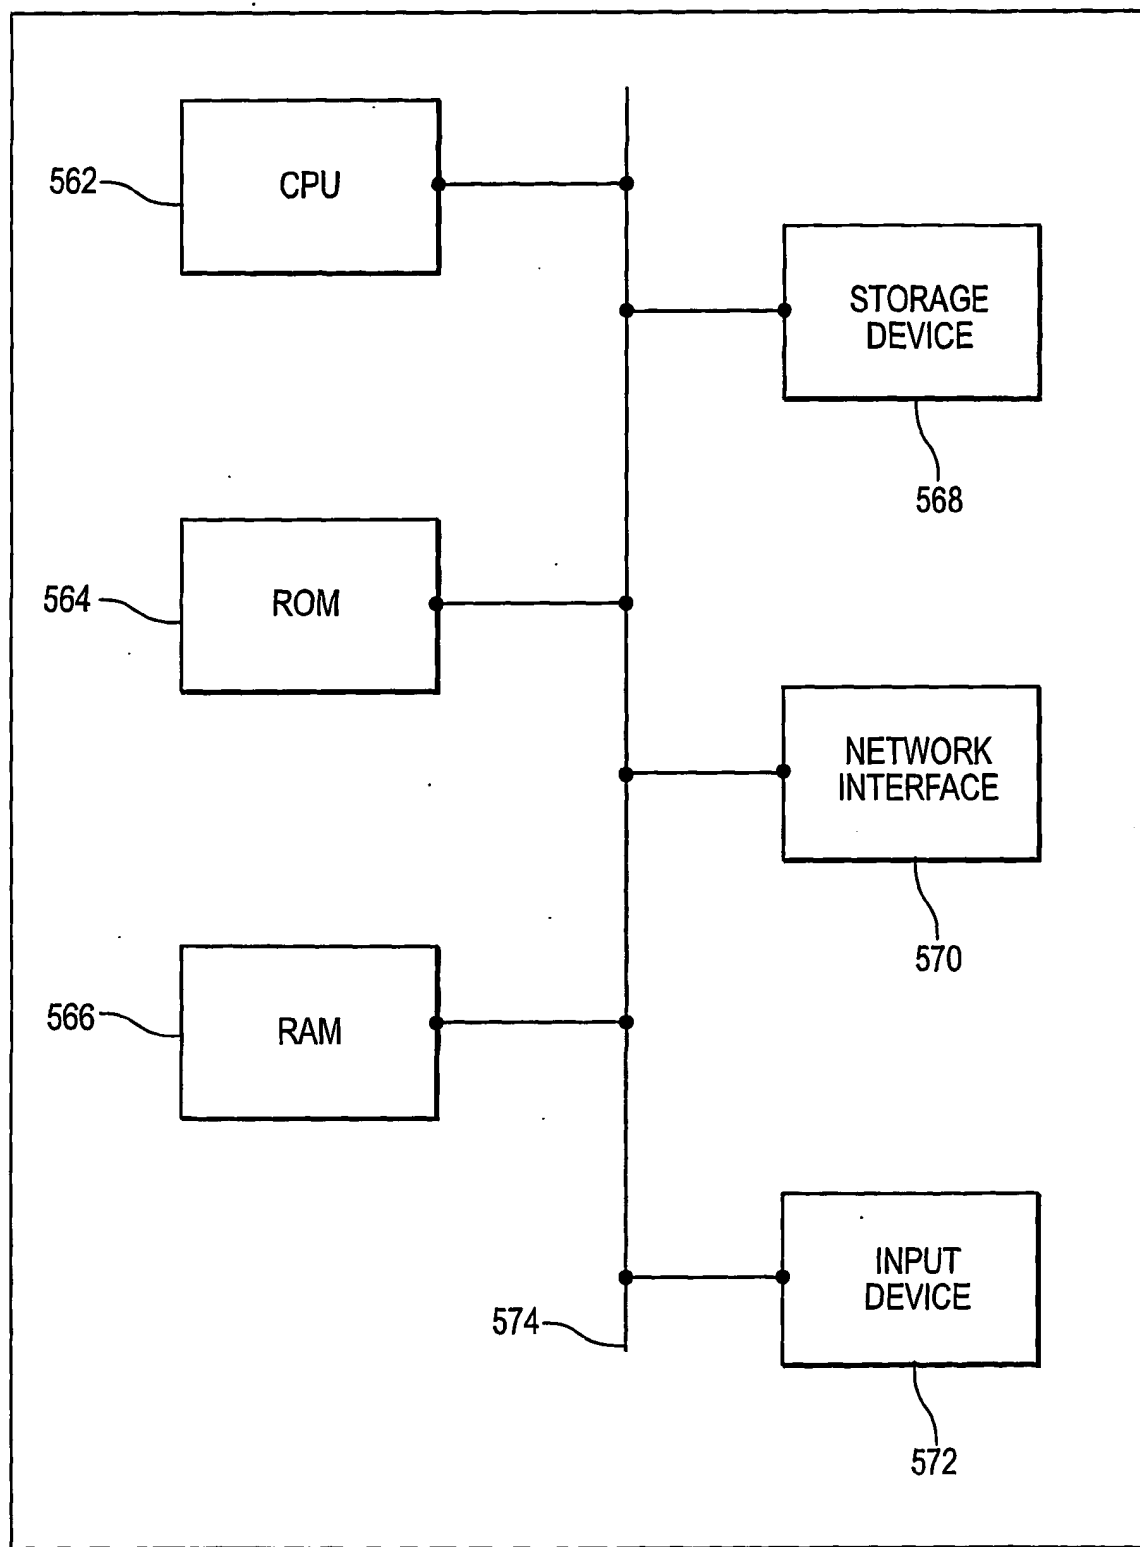 562
CPU
STORAGE
DEVICE
568
564
ROM
NETWORK
INTERFACE
570
566
RAM
INPUT
DEVICE
574
572